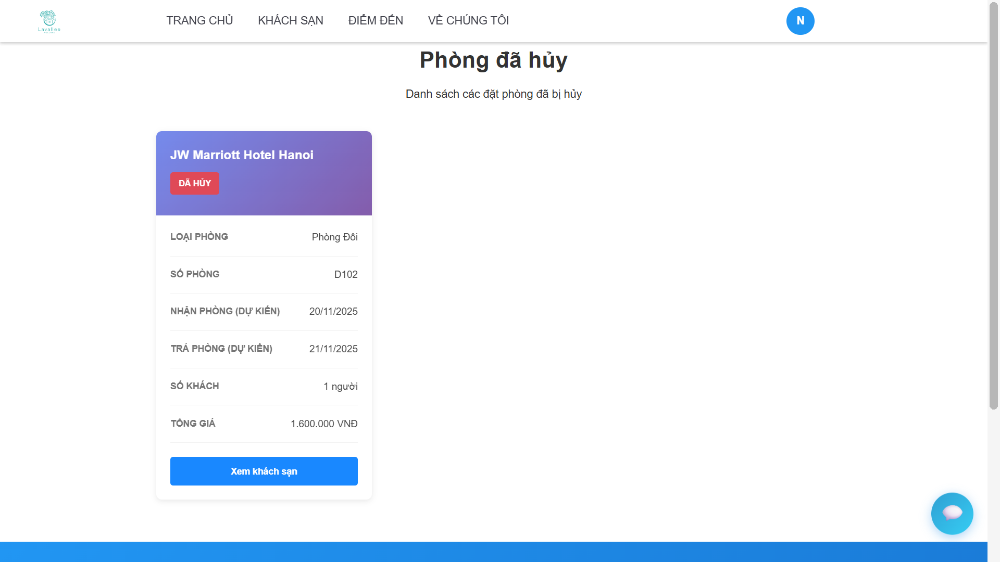 Lavallee
TRANG CHỦ
KHÁCH SẠN
ĐIỂM ĐẾN
VỀ CHÚNG TÔI
N
Phòng đã hủy
Danh sách các đặt phòng đã bị hủy
JW Marriott Hotel Hanoi
ĐÃ HỦY
LOẠI PHÒNG Phòng Đôi
SỐ PHÒNG D102
NHẬN PHÒNG (DỰ KIẾN) 20/11/2025
TRẢ PHÒNG (DỰ KIẾN) 21/11/2025
SỐ KHÁCH 1 người
TỔNG GIÁ 1.600.000 VNĐ
Xem khách sạn